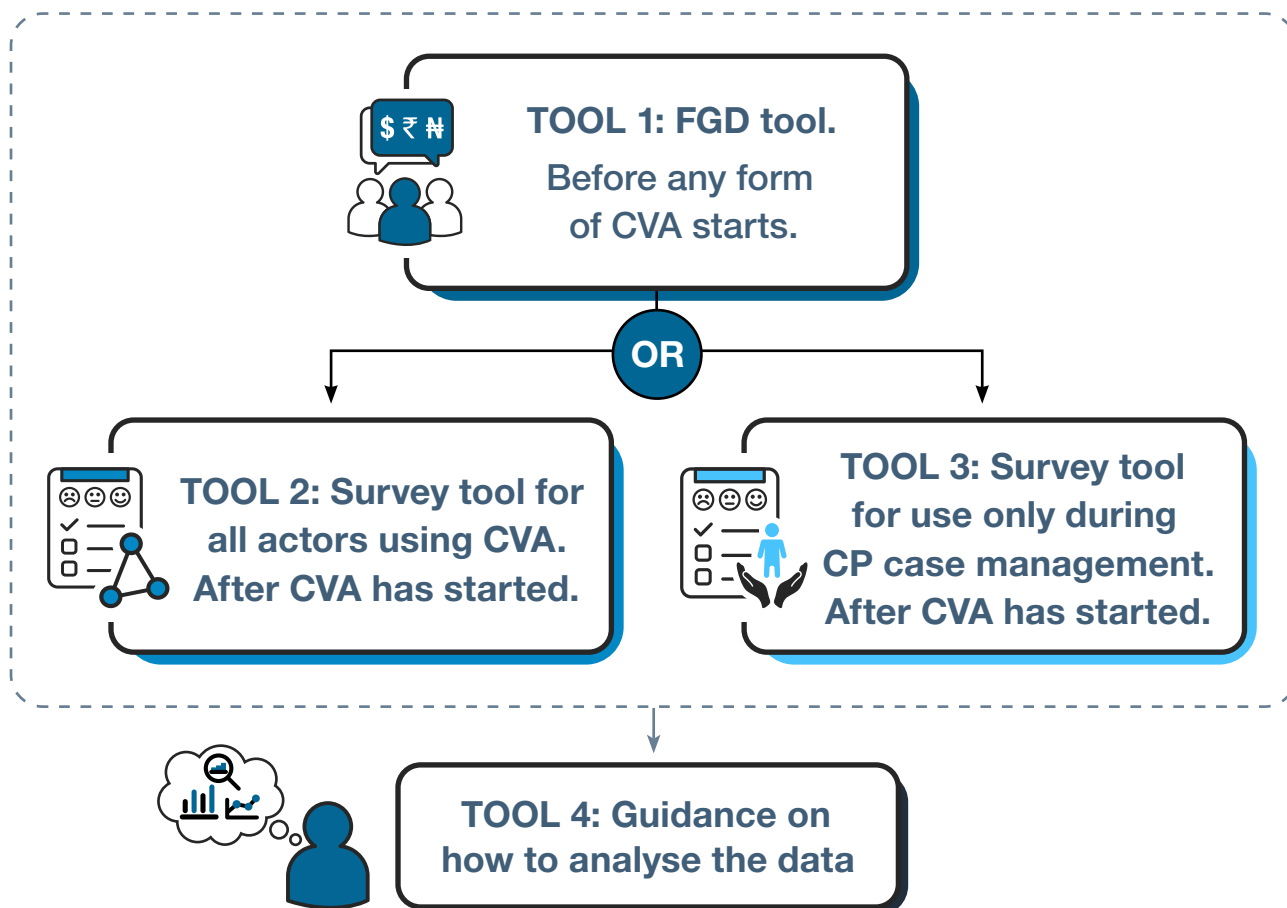 $ ₹ ₦
TOOL 1: FGD tool.
Before any form
of CVA starts.
OR
TOOL 2: Survey tool for
all actors using CVA.
After CVA has started.
TOOL 3: Survey tool
for use only during
CP case management.
After CVA has started.
TOOL 4: Guidance on
how to analyse the data